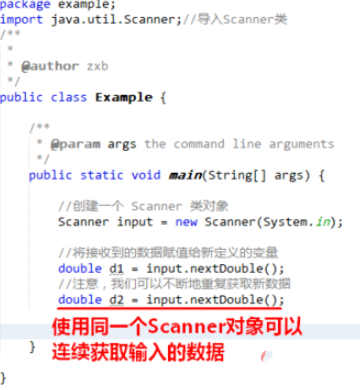 package example;
import java.util.Scanner;//导入Scanner类
/**
 *
 * @author zxb
 */
public class Example {
/**
 * @param args the command line arguments
 */
public static void main(String[] args) {
//创建一个 Scanner 类对象
Scanner input = new Scanner(System.in);
//将接收到的数据赋值给新定义的变量
double d1 = input.nextDouble();
//注意，我们可以不断地重复获取新数据
double d2 = input.nextDouble();
使用同一个Scanner对象可以
连续获取输入的数据
}
}